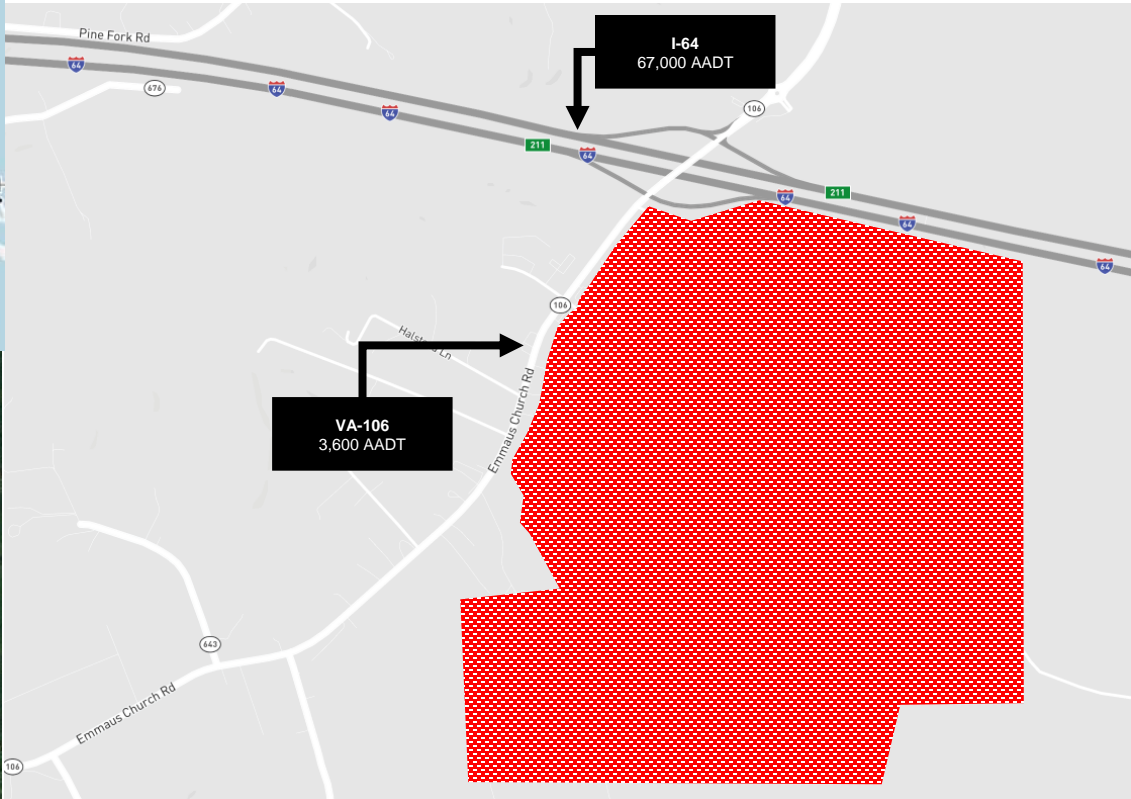 Pine Fork Rd
I-64
67,000 AADT
64
676
64
64
106
211
64
64
211
64
64
106
Halstead Ln
VA-106
3,600 AADT
Emmaus Church Rd
643
Emmaus Church Rd
106